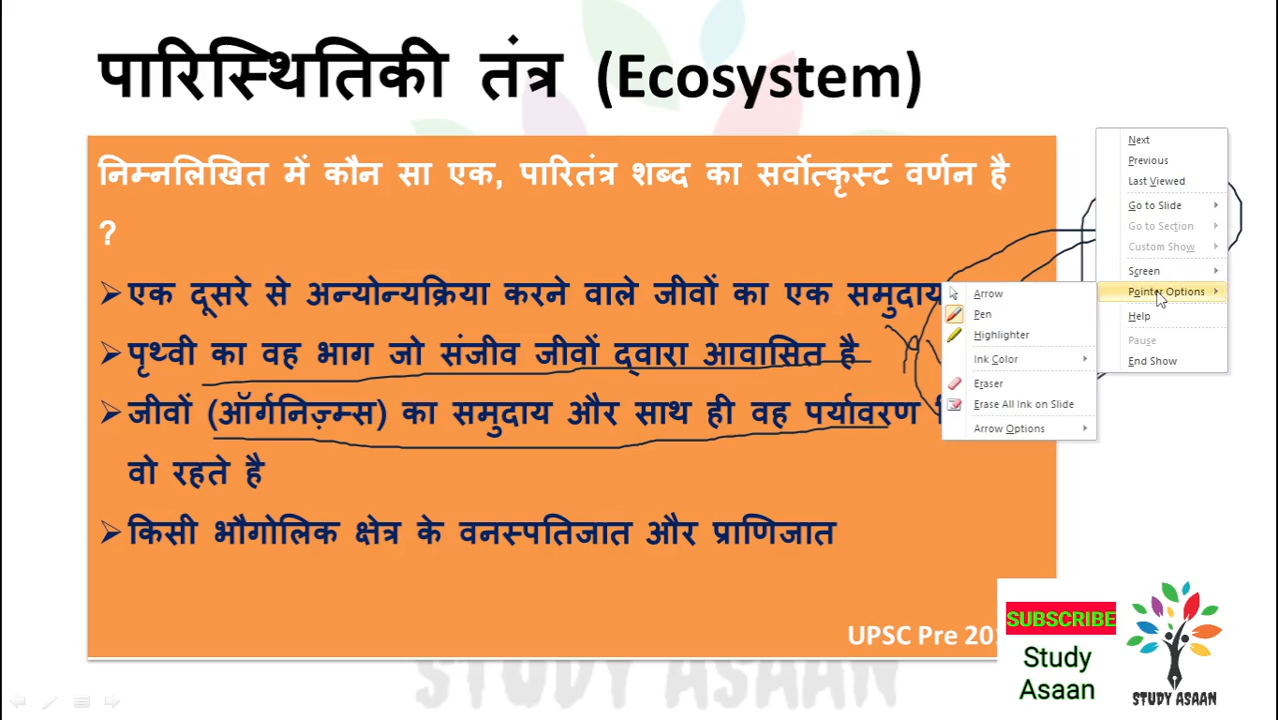 पारिस्थितिकी तंत्र (Ecosystem)
निम्नलिखित में कौन सा एक, पारितंत्र शब्द का सर्वोत्कृस्ट वर्णन है
?
एक दूसरे से अन्योन्यक्रिया करने वाले जीवों का एक समुदाय
पृथ्वी का वह भाग जो संजीव जीवों द्वारा आवासित है
जीवों (ऑर्गनिज़्म्स) का समुदाय और साथ ही वह पर्यावरण
वो रहते है
किसी भौगोलिक क्षेत्र के वनस्पतिजात और प्राणिजात
UPSC Pre
Next
Previous
Last Viewed
Go to Slide
Go to Section
Custom Show
Screen
Pointer Options
Help
Pause
End Show
Arrow
Pen
Highlighter
Ink Color
Eraser
Erase All Ink on Slide
Arrow Options
SUBSCRIBE
Study
Asaan
STUDY ASAAN
STUDY ASAAN